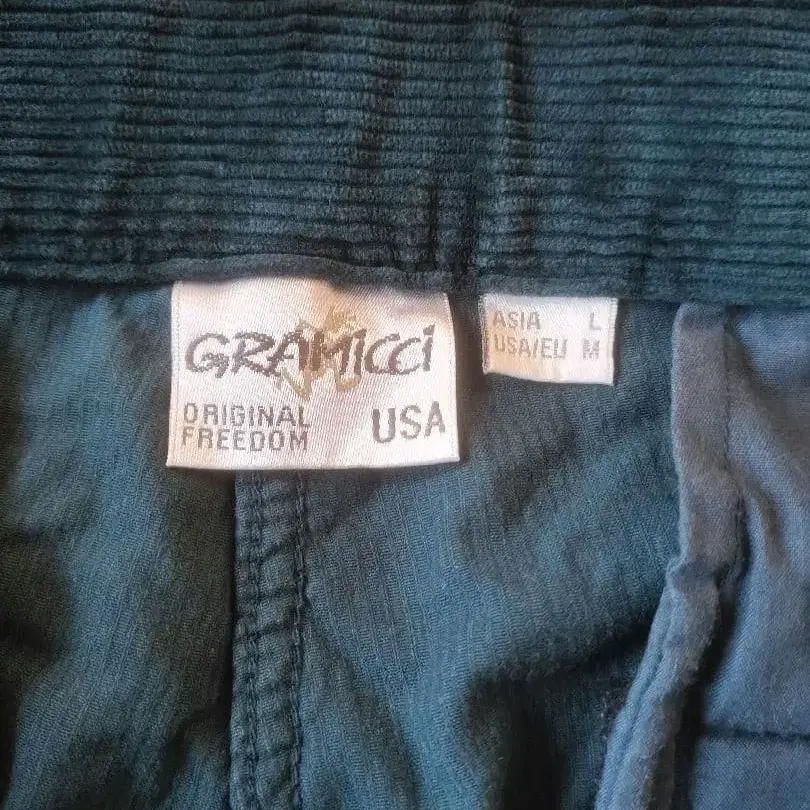 GRAMICCI
ORIGINAL
FREEDOM
USA
ASIA L
USA/EU M